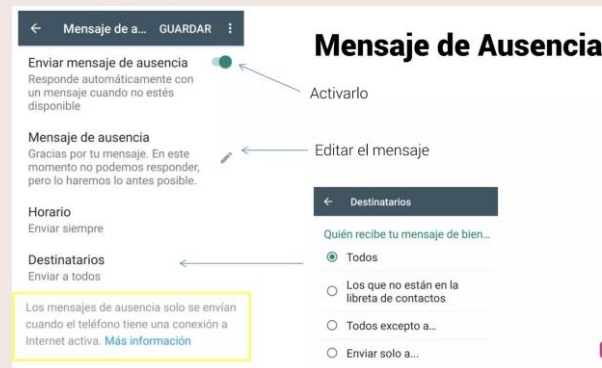 Mensaje de a... GUARDAR
Enviar mensaje de ausencia
Responde automáticamente con
un mensaje cuando no estés
disponible
Mensaje de ausencia
Gracias por tu mensaje. En este
momento no podemos responder,
pero lo haremos lo antes posible.
Horario
Enviar siempre
Destinatarios
Enviar a todos
Los mensajes de ausencia solo se envían
cuando el teléfono tiene una conexión a
Internet activa. Más información
Mensaje de Ausencia
Activarlo
Editar el mensaje
Destinatarios
Quién recibe tu mensaje de bien...
Todos
Los que no están en la
libreta de contactos
Todos excepto a...
Enviar solo a...